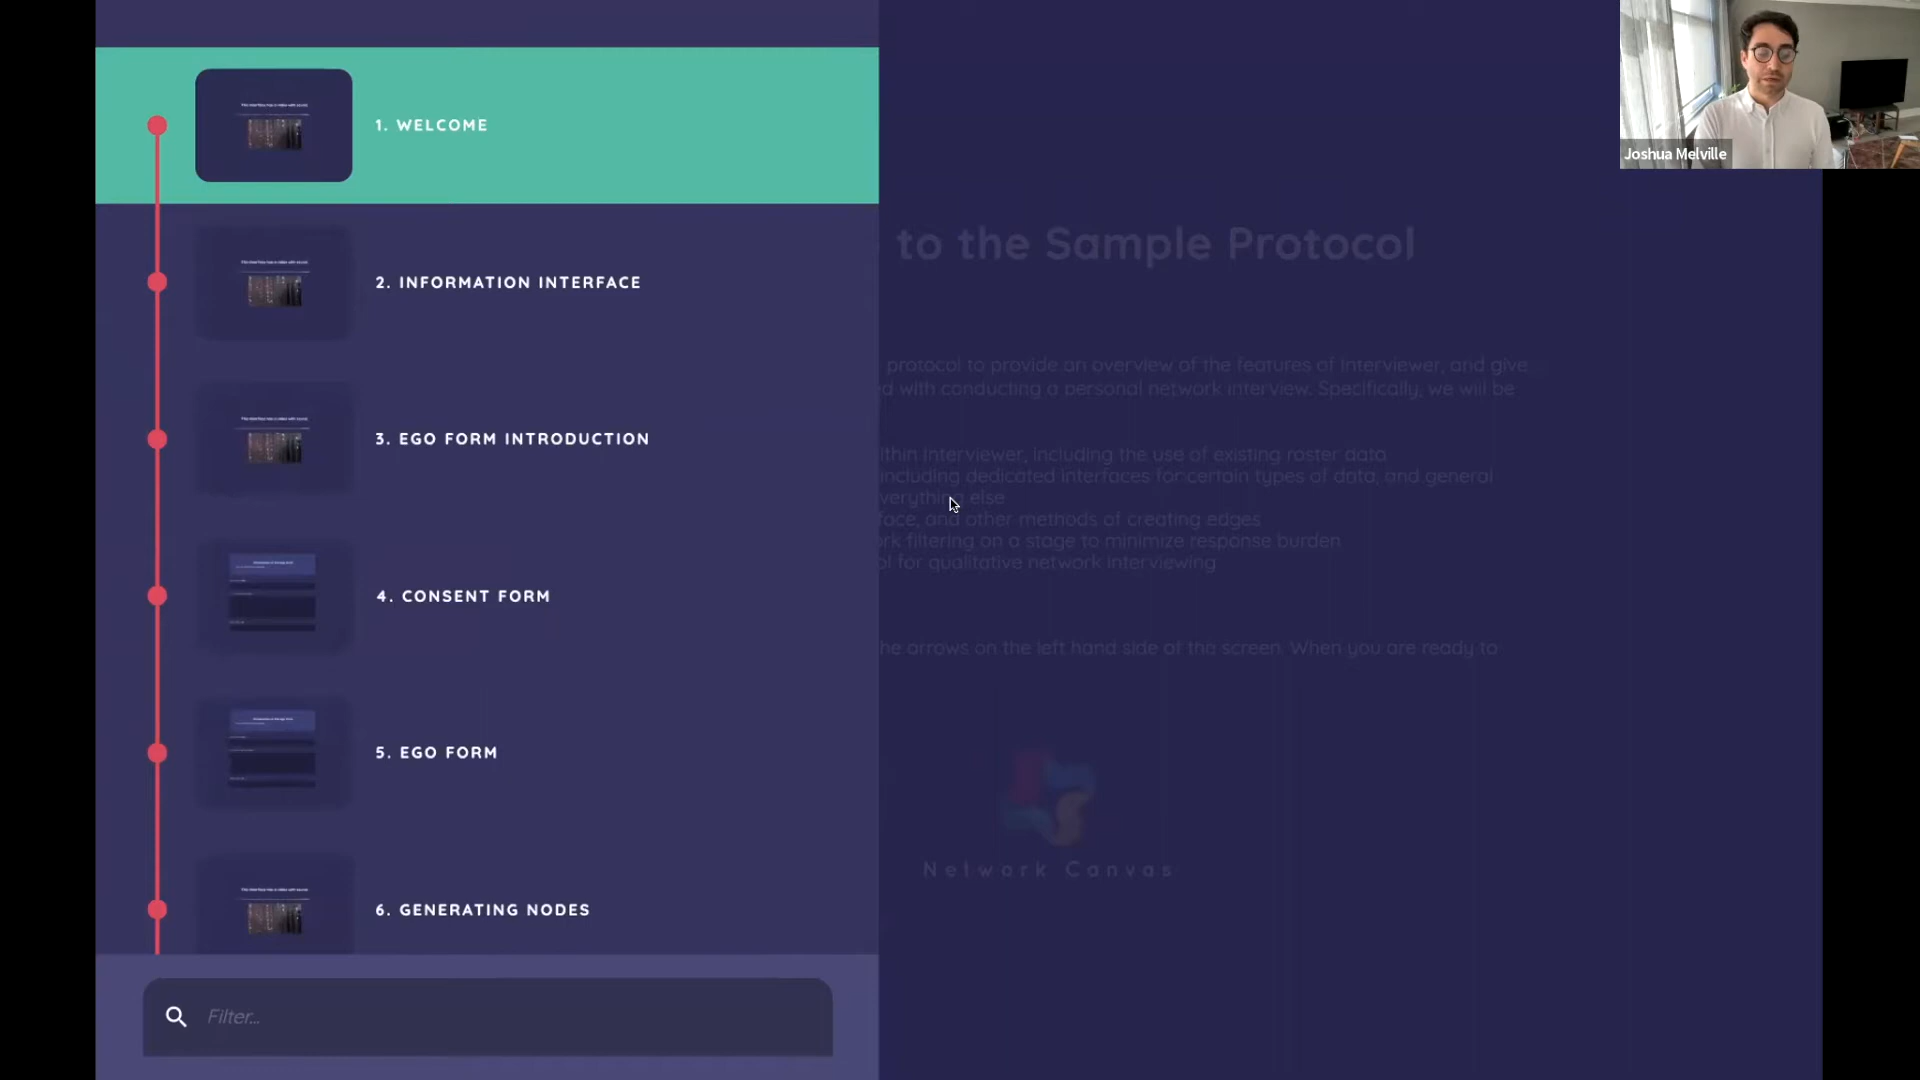 1. WELCOME
2. INFORMATION INTERFACE
3. EGO FORM INTRODUCTION
4. CONSENT FORM
5. EGO FORM
6. GENERATING NODES
Filter...
to the Sample Protocol
protocol to provide an overview of the features of Interviewer, and give
with conducting a personal network interview. Specifically, we will be
within Interviewer, including the use of existing roster data
including dedicated interfaces for certain types of data, and general
everything else
and other methods of creating edges
filtering on a stage to minimize response burden
for qualitative network interviewing
the arrows on the left hand side of the screen. When you are ready to
Network Canvas
Joshua Melville